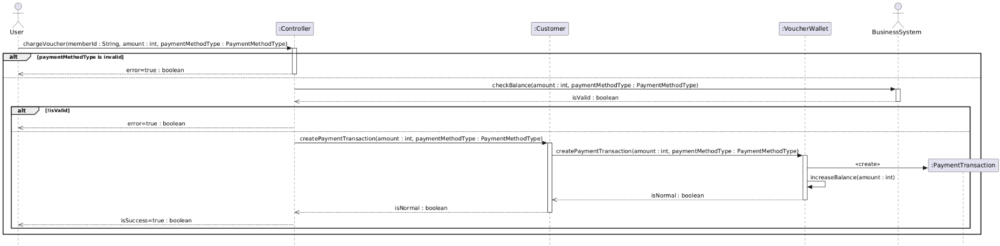 User
:Controller
:Customer
:VoucherWallet
BusinessSystem
chargeVoucher(memberId : String, amount : int, paymentMethodType : PaymentMethodType)
alt [paymentMethodType is invalid]
error=true : boolean
checkBalance(amount : int, paymentMethodType : PaymentMethodType)
isValid : boolean
alt [!isValid]
error=true : boolean
createPaymentTransaction(amount : int, paymentMethodType : PaymentMethodType)
createPaymentTransaction(amount : int, paymentMethodType : PaymentMethodType)
«create»
:PaymentTransaction
increaseBalance(amount : int)
isNormal : boolean
isNormal : boolean
isSuccess=true : boolean